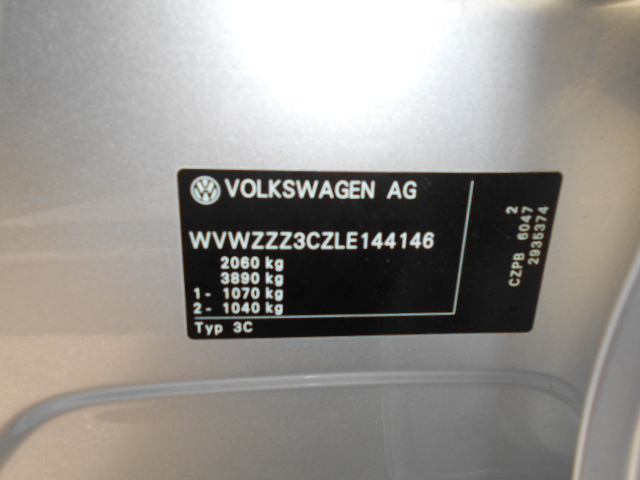 VOLKSWAGEN AG
WVWZZZ3CZLE144146
2060 kg
3890 kg
1- 1070 kg
2- 1040 kg
Typ 3C
2
CZPB 6047
2935374